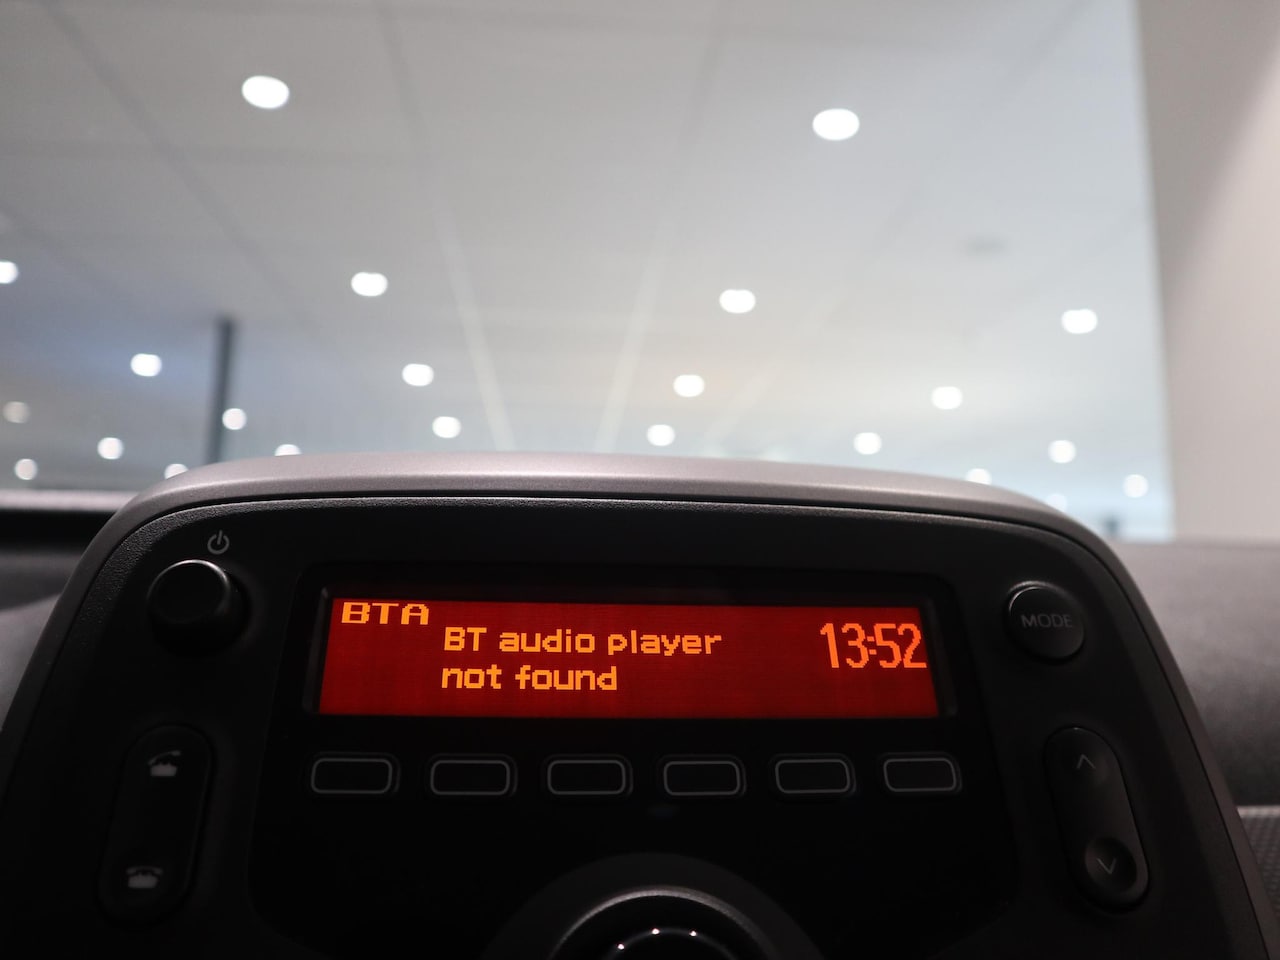 BTA
BT audio player
not found
13:52
MODE